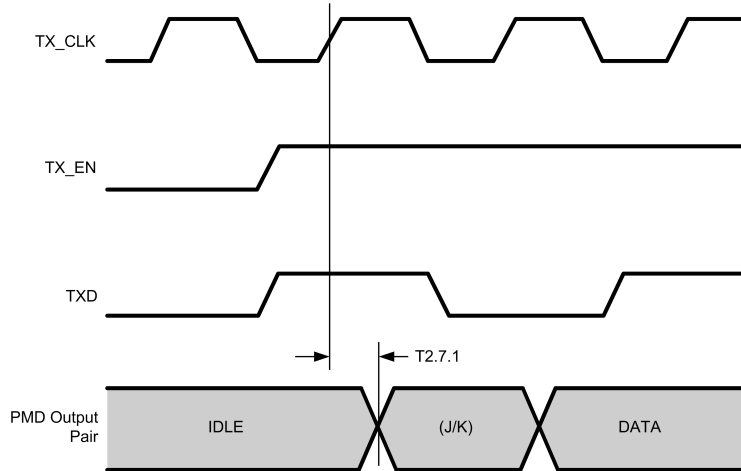 TX_CLK
TX_EN
TXD
T2.7.1
PMD Output
Pair
IDLE
(J/K)
DATA